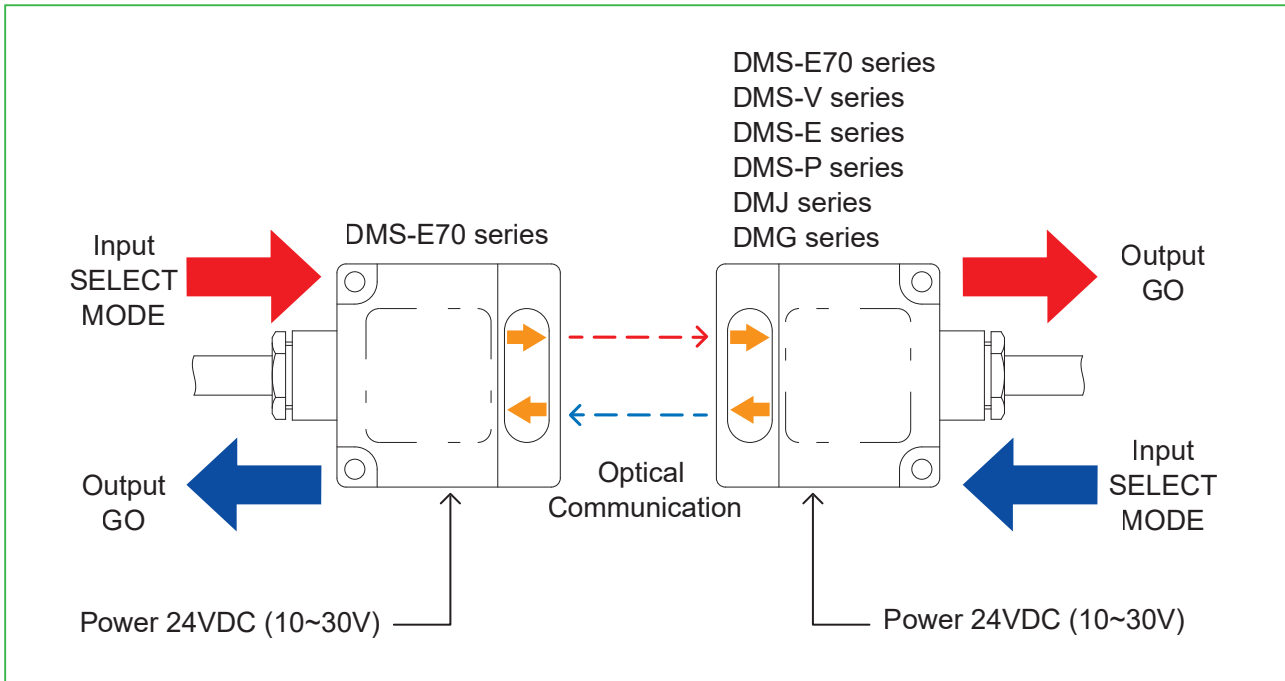 DMS-E70 series
DMS-V series
DMS-E series
DMS-P series
DMJ series
DMG series
DMS-E70 series
Input
SELECT
MODE
Output
GO
Output
GO
Optical
Communication
Input
SELECT
MODE
Power 24VDC (10~30V)
Power 24VDC (10~30V)